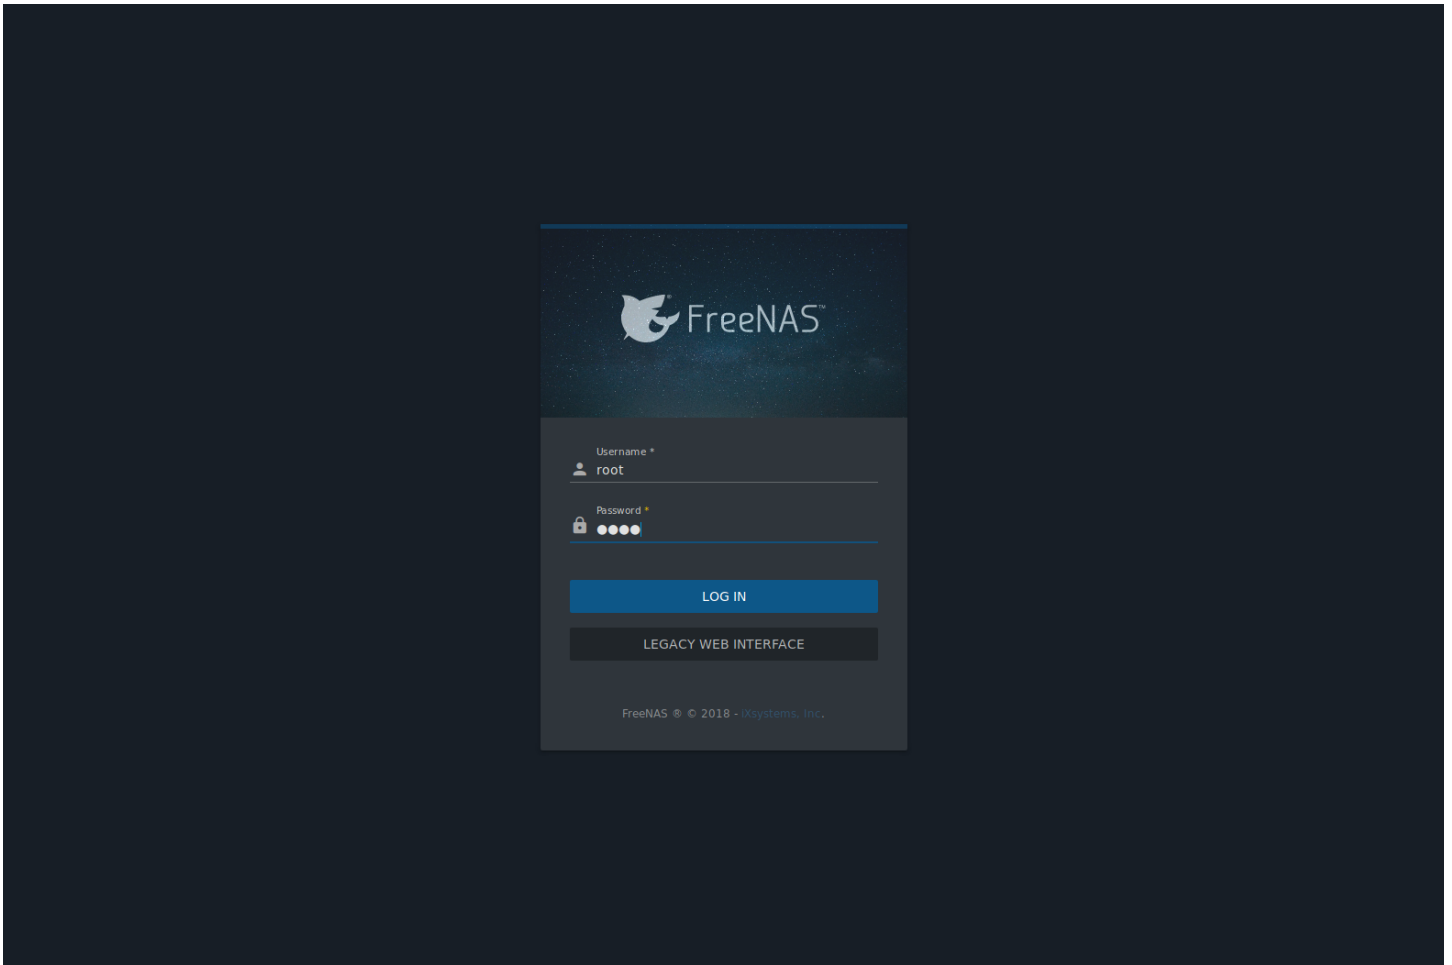 FreeNAS™
Username *
root
Password *
●●●●
LOG IN
LEGACY WEB INTERFACE
FreeNAS ® © 2018 - iXsystems, Inc.